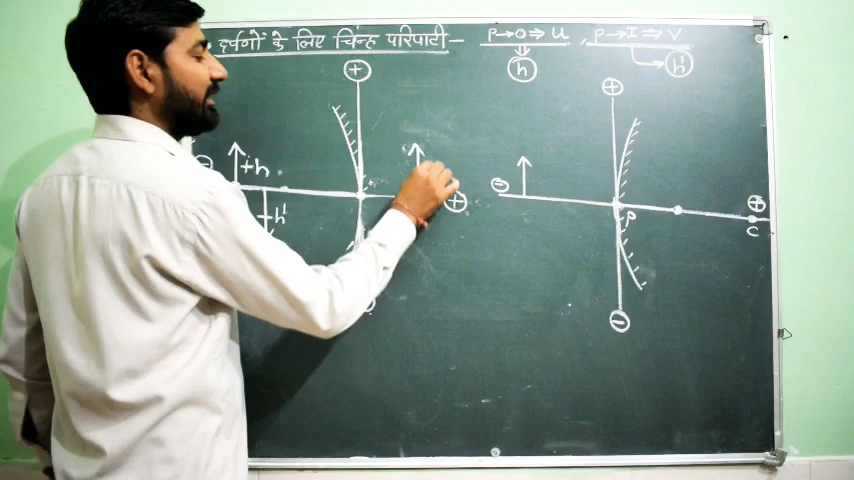 दर्पणों के लिए चिन्ह परिपाटी – P→O⇒U, P→I⇒V
h h'
+
+
- +h
-h'
+
- P + C
-